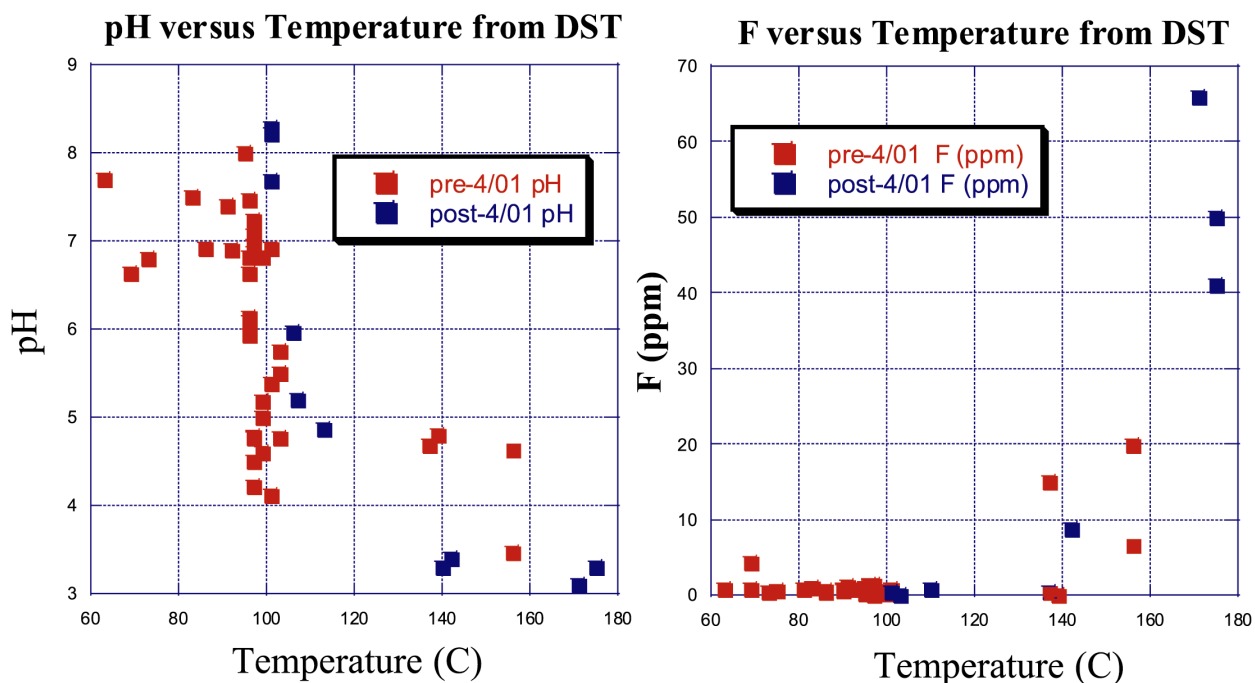 pH versus Temperature from DST
9
8
7
6
5
4
3
pH
pre-4/01 pH
post-4/01 pH
60 80 100 120 140 160 180
Temperature (C)
F versus Temperature from DST
70
60
50
40
30
20
10
0
F (ppm)
pre-4/01 F (ppm)
post-4/01 F (ppm)
60 80 100 120 140 160 180
Temperature (C)